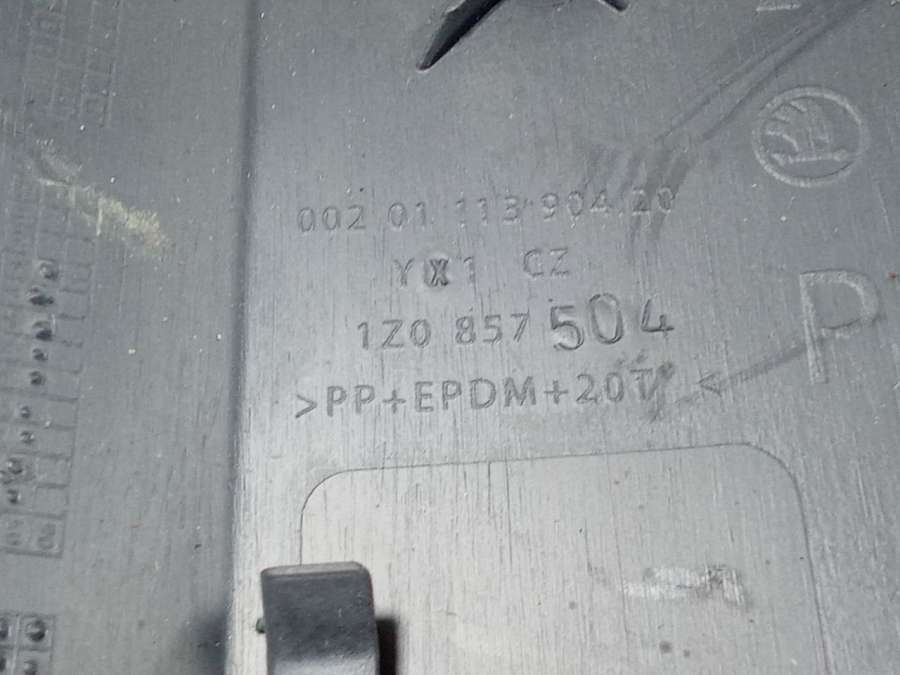 002 01 113 904 20
YX1 CZ
1Z0 857 504
>PP+EPDM+20T<
P